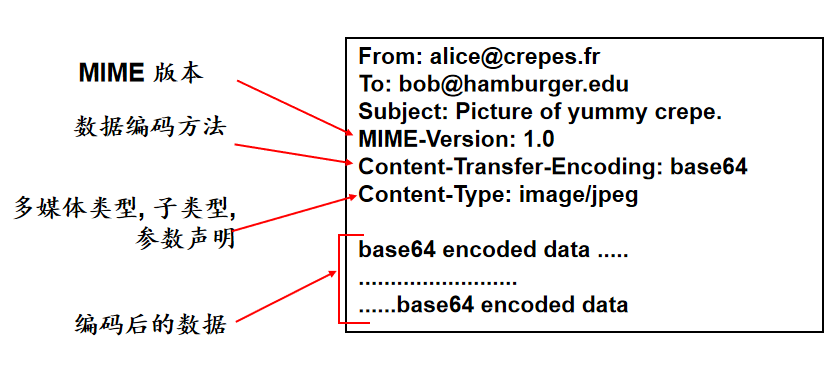 MIME 版本
数据编码方法
多媒体类型, 子类型,
参数声明
编码后的数据
From: alice@crepes.fr
To: bob@hamburger.edu
Subject: Picture of yummy crepe.
MIME-Version: 1.0
Content-Transfer-Encoding: base64
Content-Type: image/jpeg
base64 encoded data .....
.........................
......base64 encoded data